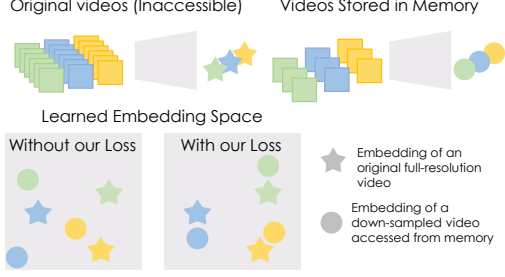 Original videos (Inaccessible)
Videos Stored in Memory
Learned Embedding Space
Without our Loss
With our Loss
Embedding of an
original full-resolution
video
Embedding of a
down-sampled video
accessed from memory